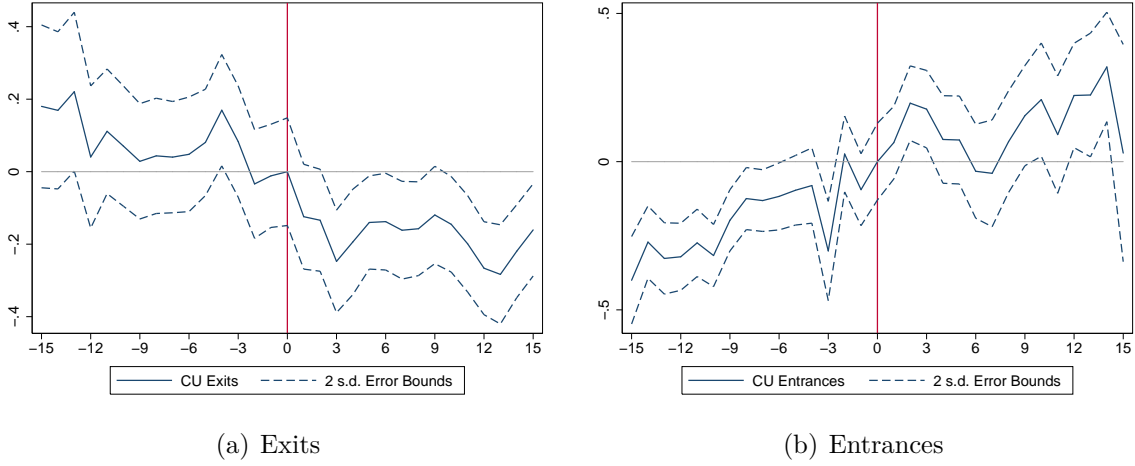 .4
.2
0
-.2
-.4
−15 −12 −9 −6 −3 0 3 6 9 12 15
CU Exits 2 s.d. Error Bounds
(a) Exits
.5
0
-.5
−15 −12 −9 −6 −3 0 3 6 9 12 15
CU Entrances 2 s.d. Error Bounds
(b) Entrances